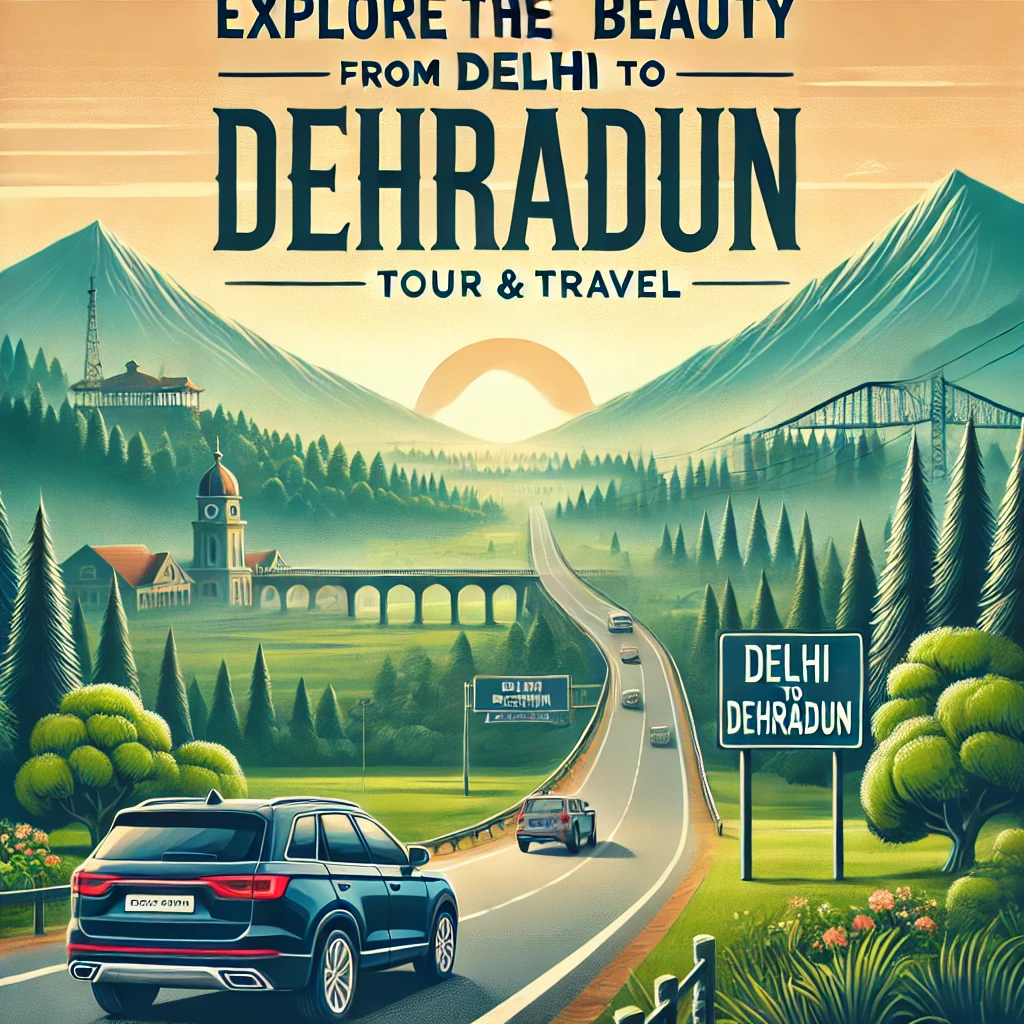 EXPLORE THE BEAUTY
FROM DELHI TO
DEHRADUN
TOUR & TRAVEL
DELHI
TO
DEHRADUN